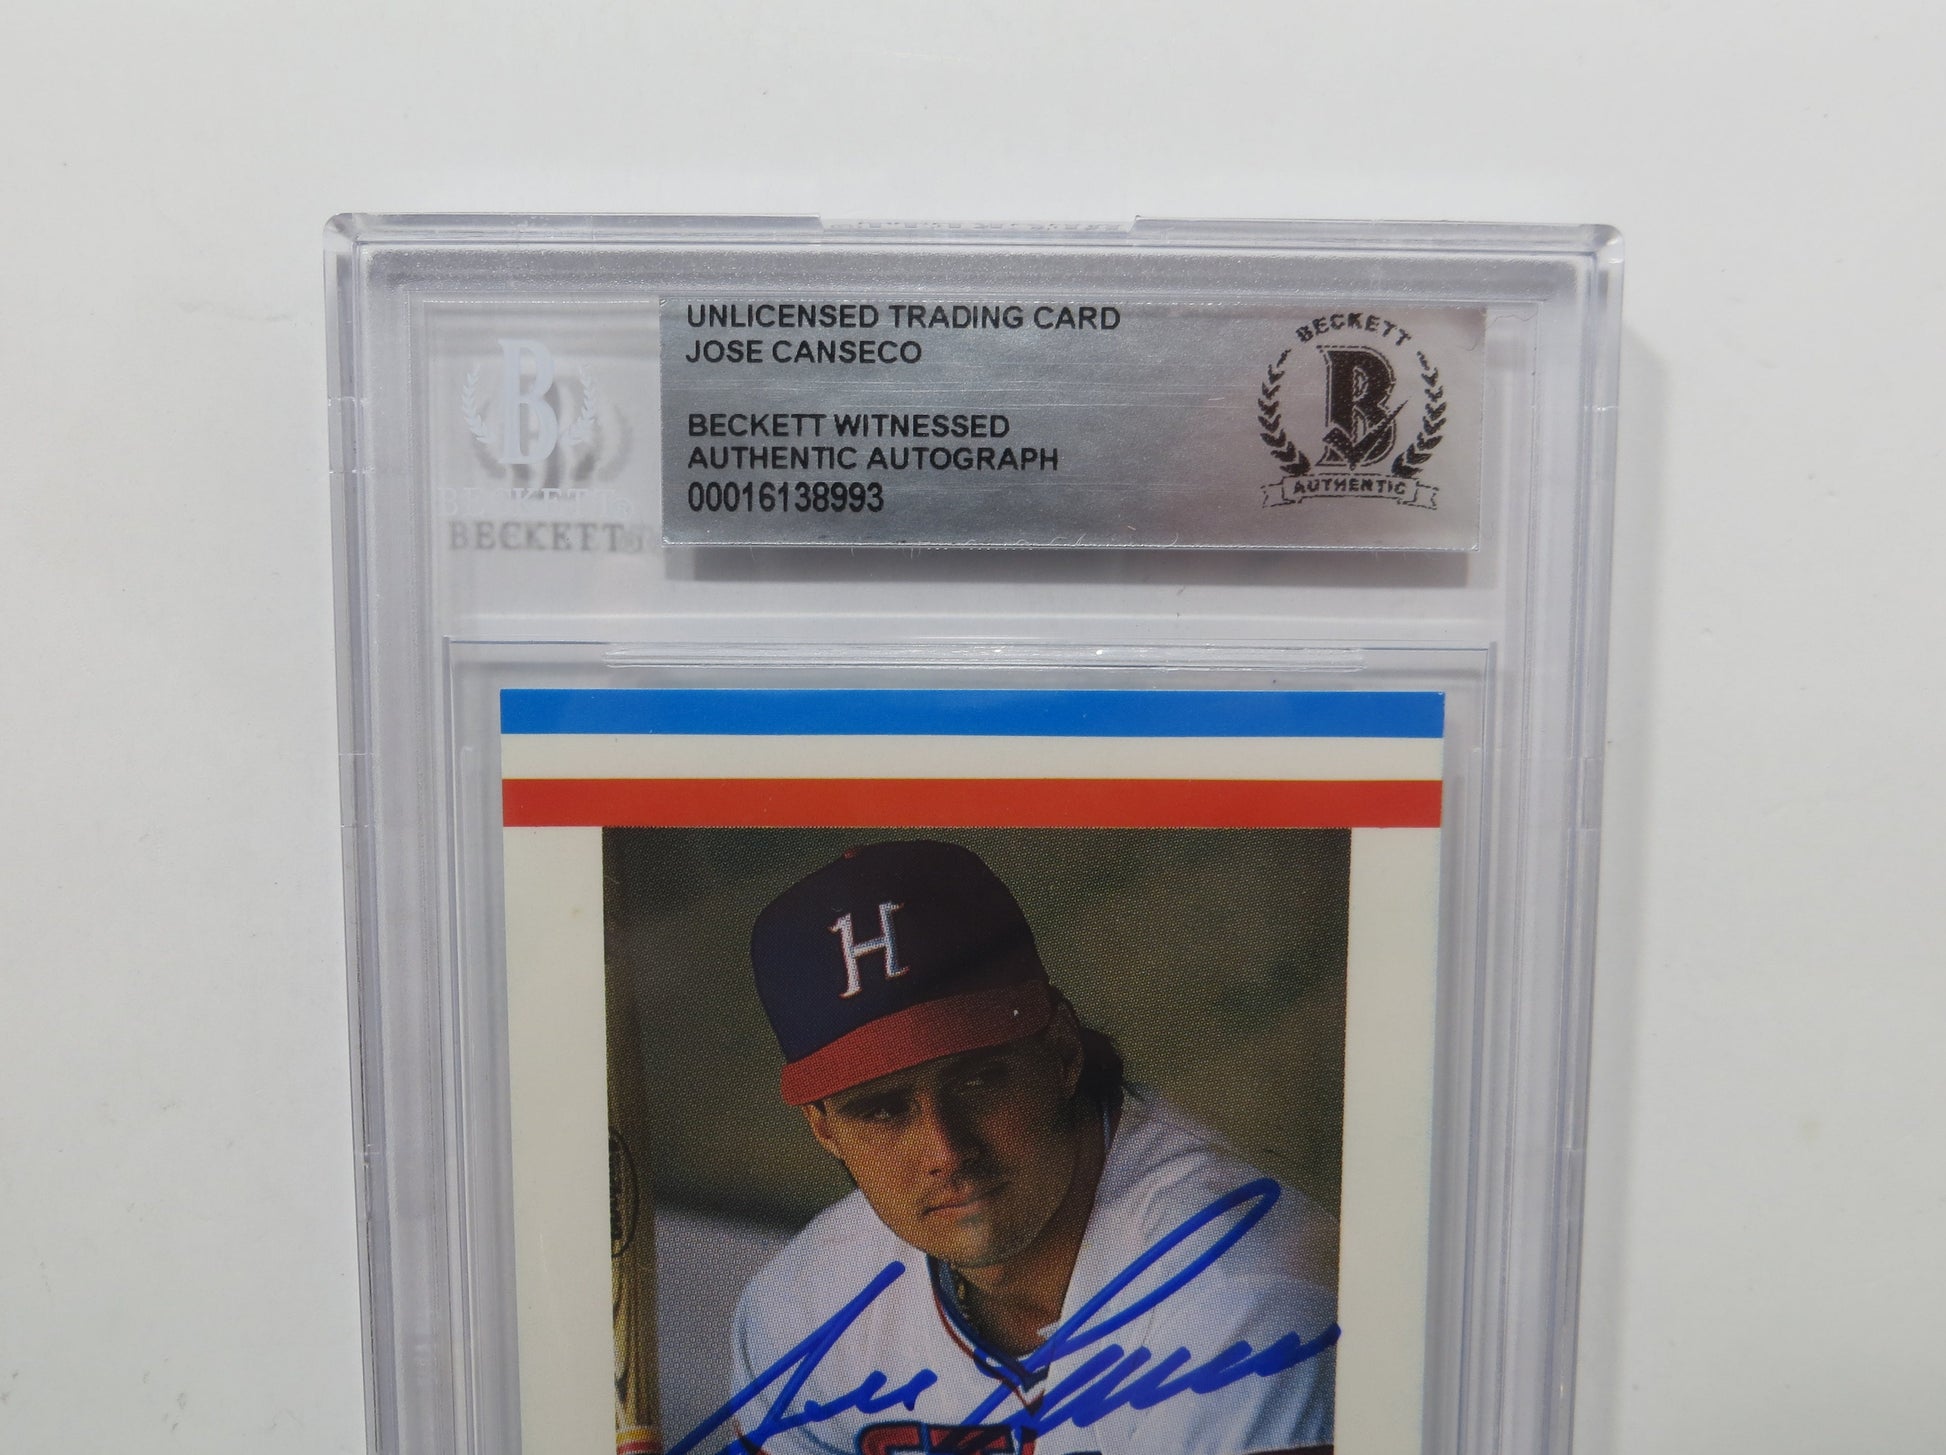 UNLICENSED TRADING CARD
JOSE CANSECO
BECKETT WITNESSED
AUTHENTIC AUTOGRAPH
00016138993
BECKETT
B
AUTHENTIC
B
BECKETT®
H